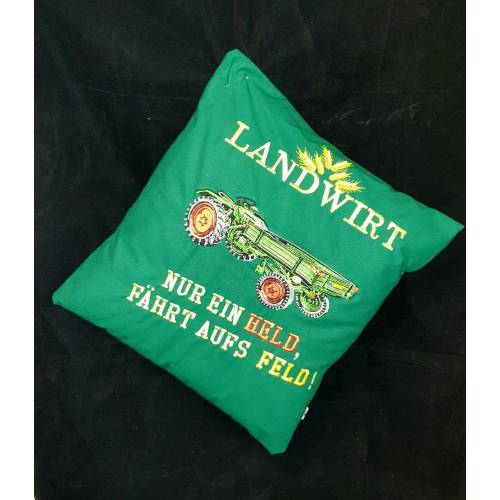 LANDWIRT
NUR EIN HELD,
FÄHRT AUFS FELD!